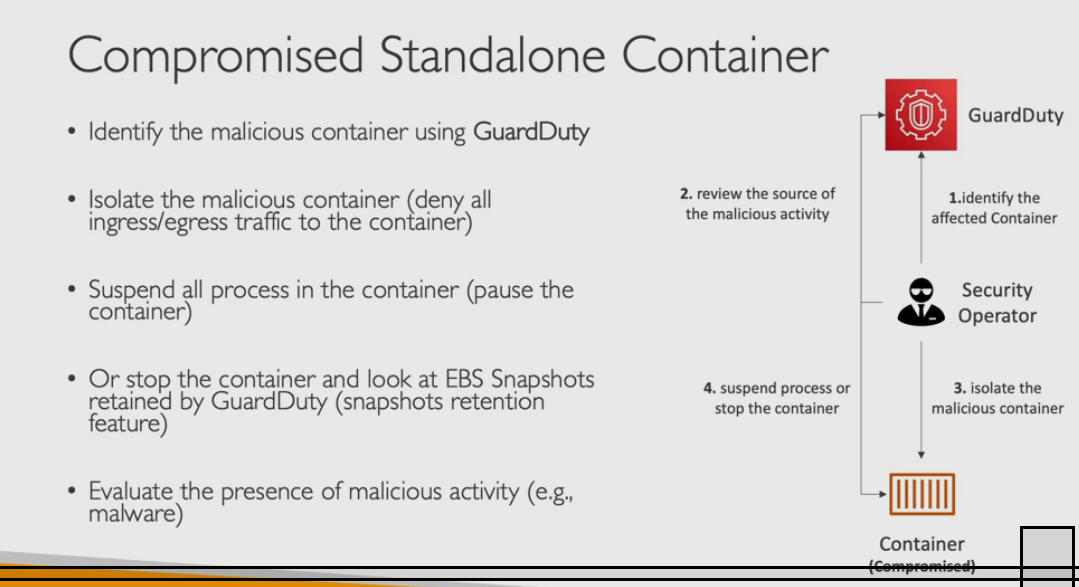 Compromised Standalone Container
• Identify the malicious container using GuardDuty
• Isolate the malicious container (deny all
ingress/egress traffic to the container)
• Suspend all process in the container (pause the
container)
• Or stop the container and look at EBS Snapshots
retained by GuardDuty (snapshots retention
feature)
• Evaluate the presence of malicious activity (e.g.,
malware)
GuardDuty
2. review the source of
the malicious activity
1.identify the
affected Container
Security
Operator
4. suspend process or
stop the container
3. isolate the
malicious container
Container
(Compromised)